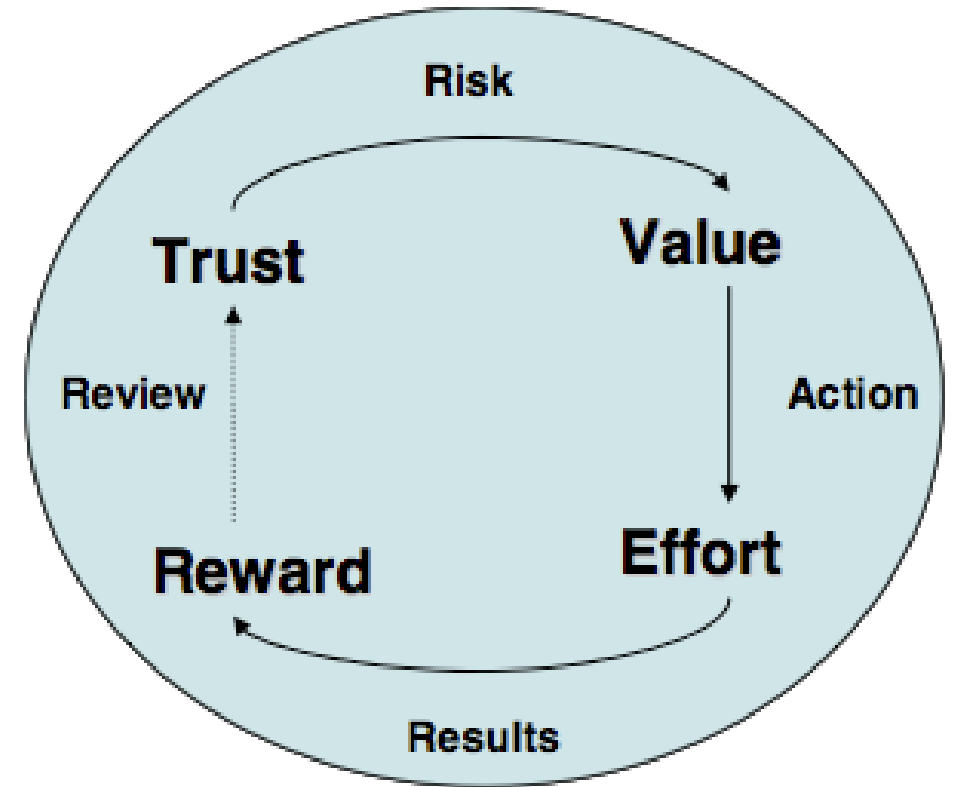 Risk
Trust
Value
Review
Action
Reward
Effort
Results